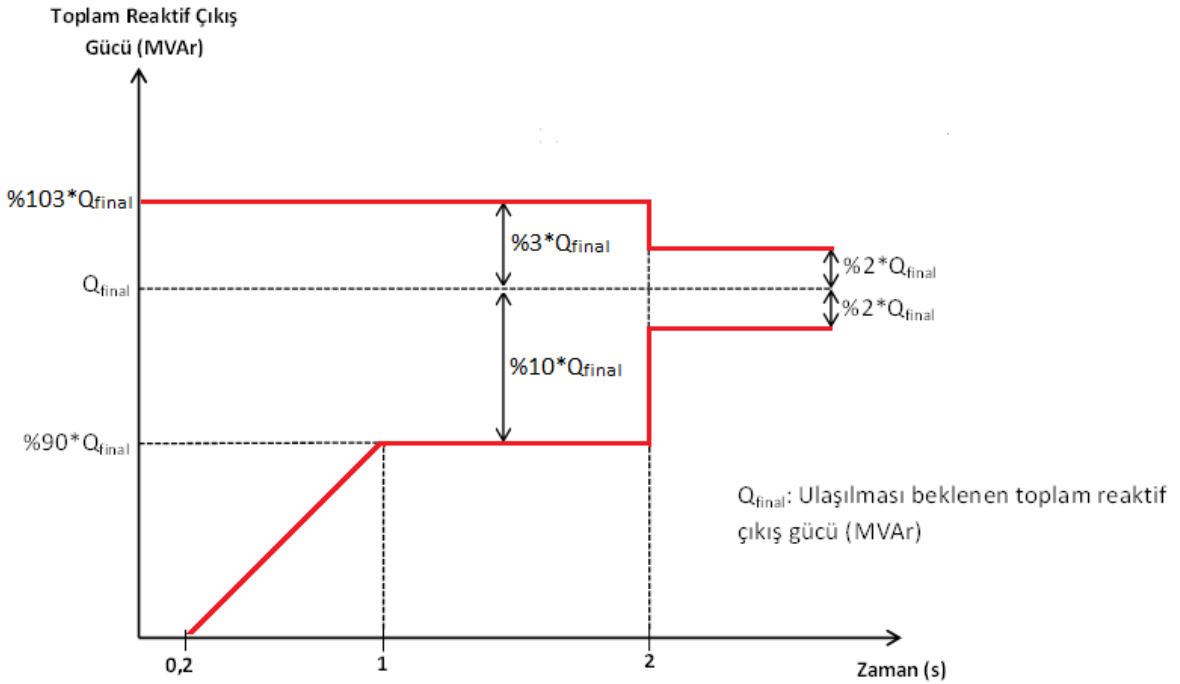 Toplam Reaktif Çıkış
Gücü (MVAr)
%103*Qfinal
%3*Qfinal
%2*Qfinal
Qfinal
%2*Qfinal
%10*Qfinal
%90*Qfinal
Qfinal: Ulaşılması beklenen toplam reaktif
çıkış gücü (MVAr)
0,2
1
2
Zaman (s)